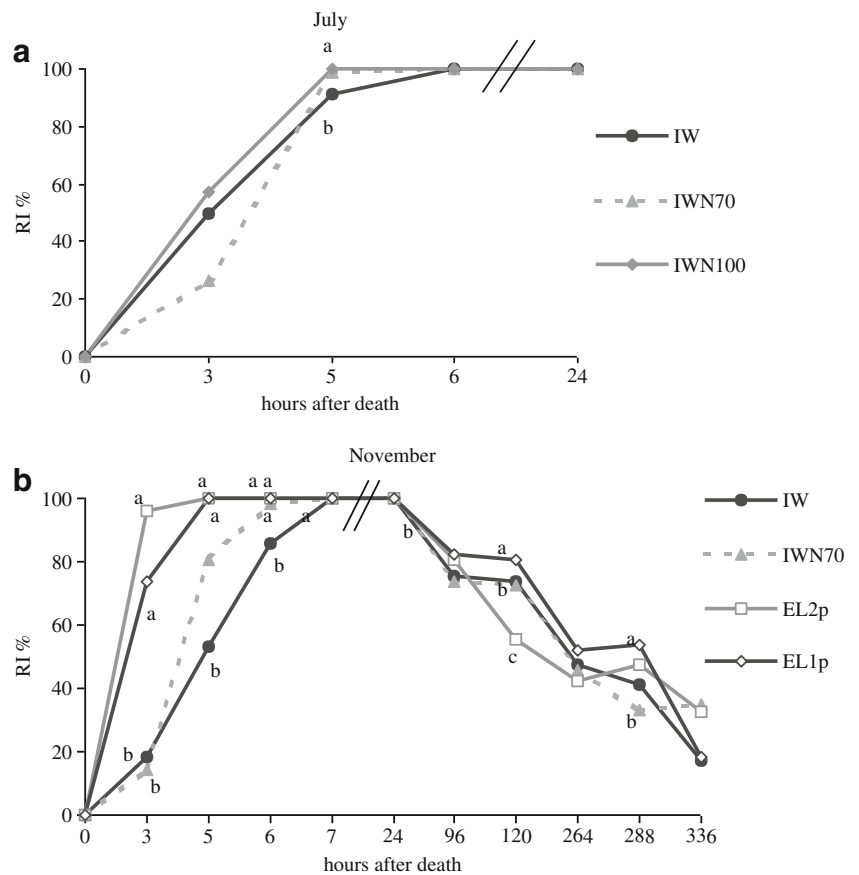 a
July
a
100
80
60
40
20
0
RI %
b
0 3 5 6 24
hours after death
IW
IWN70
IWN100
b
November
a a a a
100
80
60
40
20
0
RI %
a a a b a
a b c a
b b b
b b
0 3 5 6 7 24 96 120 264 288 336
hours after death
IW
IWN70
EL2p
EL1p